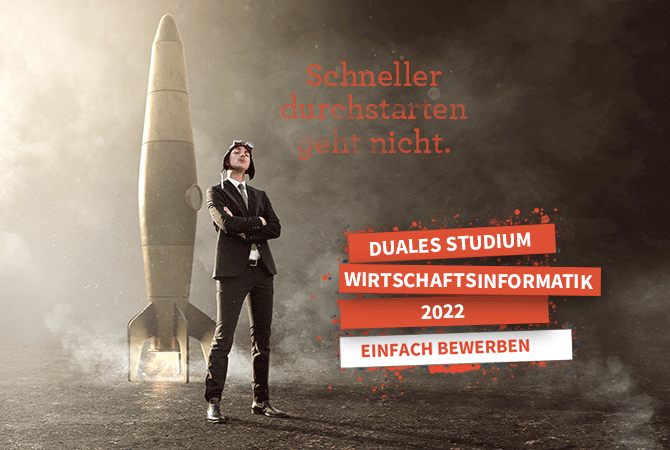 Schneller
durchstarten
geht nicht.
DUALES STUDIUM
WIRTSCHAFTSINFORMATIK
2022
EINFACH BEWERBEN